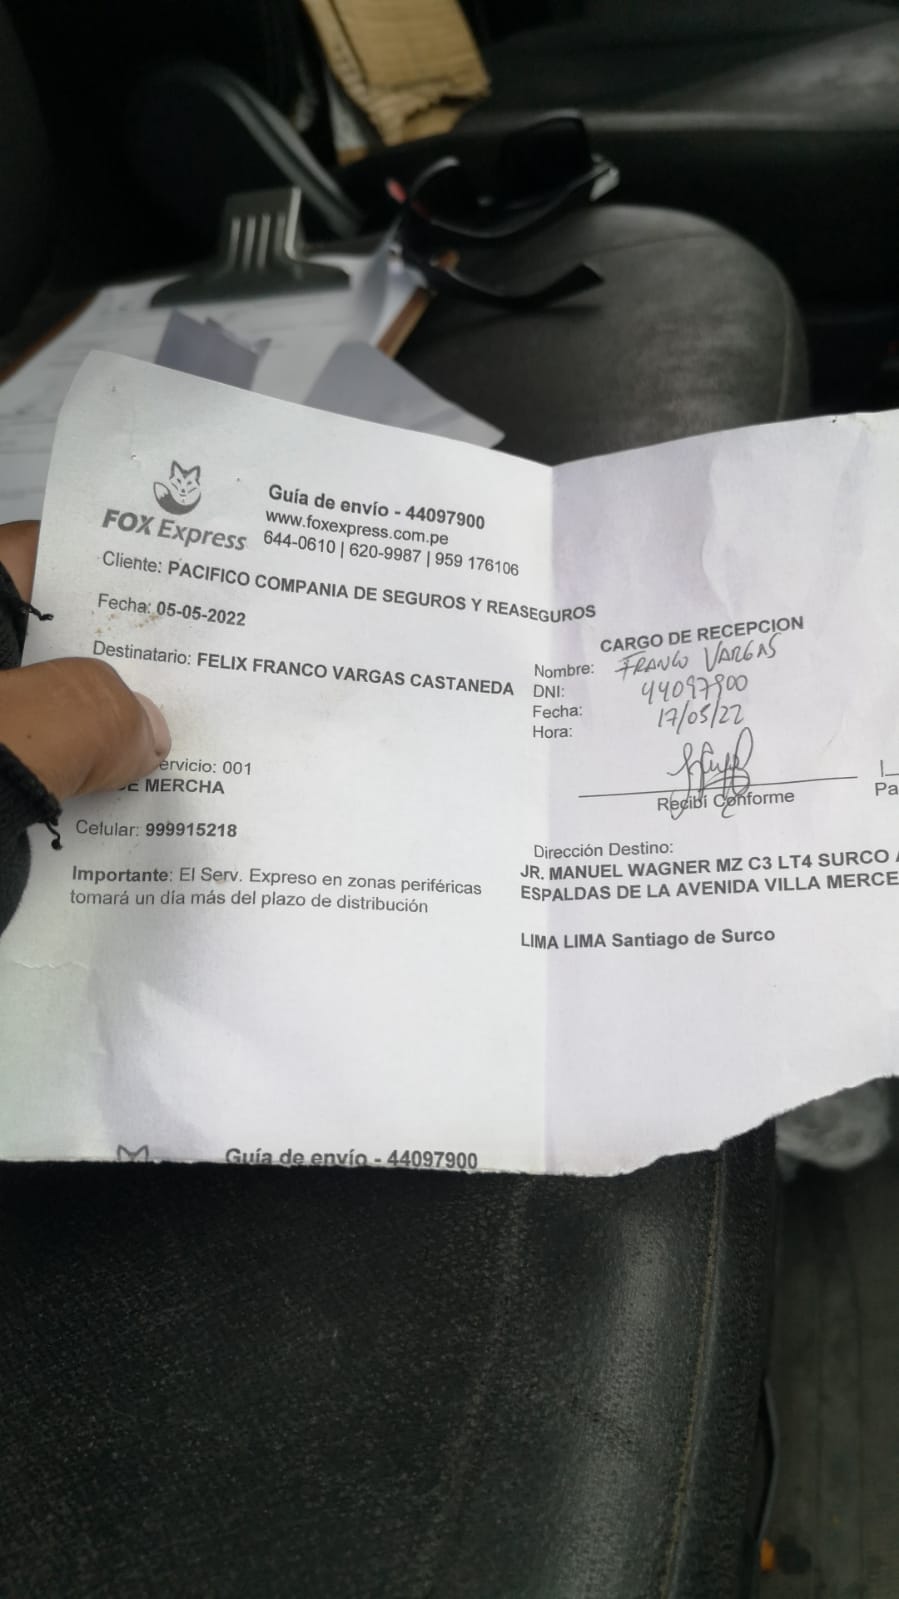 FOX Express
Guía de envío - 44097900
www.foxexpress.com.pe
644-0610 | 620-9987 | 959 176106
Cliente: PACIFICO COMPANIA DE SEGUROS Y REASEGUROS
Fecha: 05-05-2022
Destinatario: FELIX FRANCO VARGAS CASTANEDA
ervicio: 001
DE MERCHA
Celular: 999915218
Importante: El Serv. Expreso en zonas periféricas
tomará un día más del plazo de distribución
CARGO DE RECEPCION
Nombre: FRANCO VARGAS
DNI: 44097900
Fecha: 17/05/22
Hora:
Recibí Conforme
Pa
Dirección Destino:
JR. MANUEL WAGNER MZ C3 LT4 SURCO A
ESPALDAS DE LA AVENIDA VILLA MERCE
LIMA LIMA Santiago de Surco
Guía de envío - 44097900